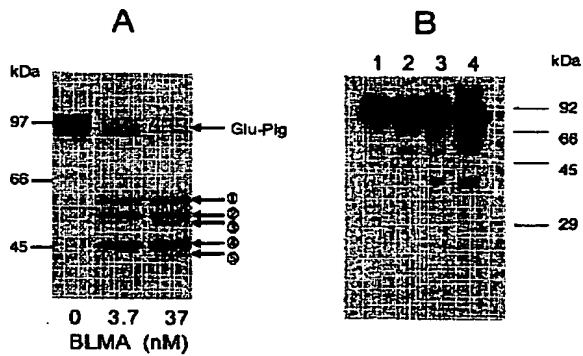 A
kDa
97
66
45
Glu-Plg
①
②
③
④
⑤
0 3.7 37
BLMA (nM)
B
1 2 3 4
kDa
92
66
45
29